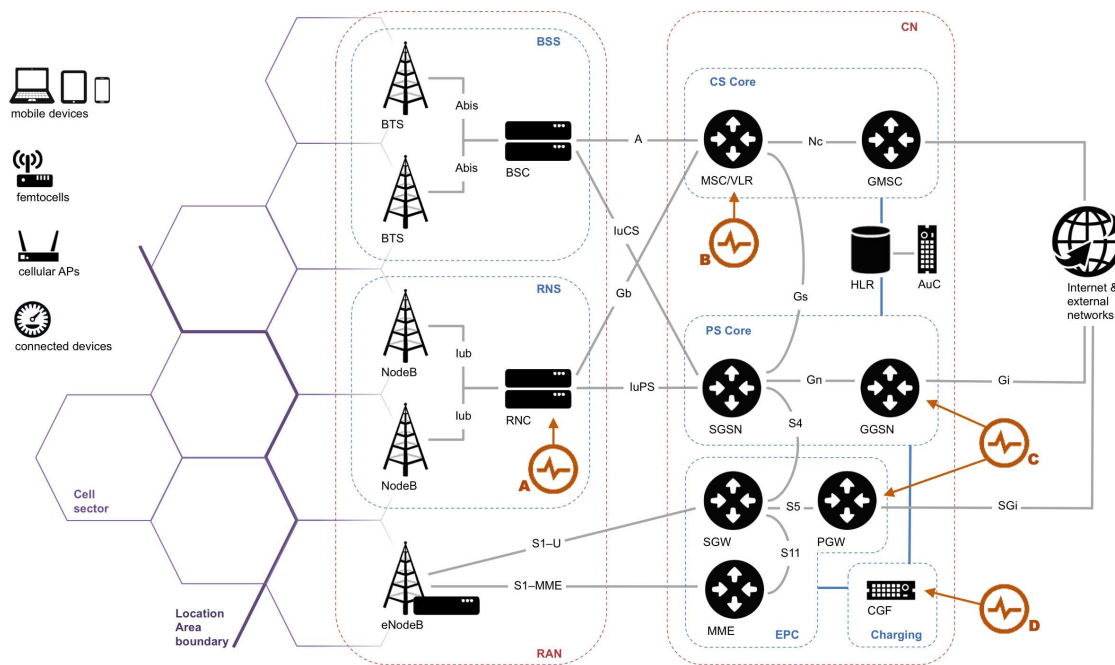 mobile devices
femtocells
cellular APs
connected devices
Cell
sector
Location
Area
boundary
BSS
BTS
Abis
Abis
BTS
BSC
RNS
NodeB
Iub
Iub
NodeB
RNC
A
eNodeB
RAN
A
IuCS
Gb
IuPS
S1–U
S1–MME
CN
CS Core
MSC/VLR
Nc
GMSC
B
Gs
HLR
AuC
PS Core
SGSN
Gn
GGSN
Gi
S4
C
SGW
S5
PGW
SGi
S11
MME
EPC
CGF
Charging
D
Internet &
external
networks